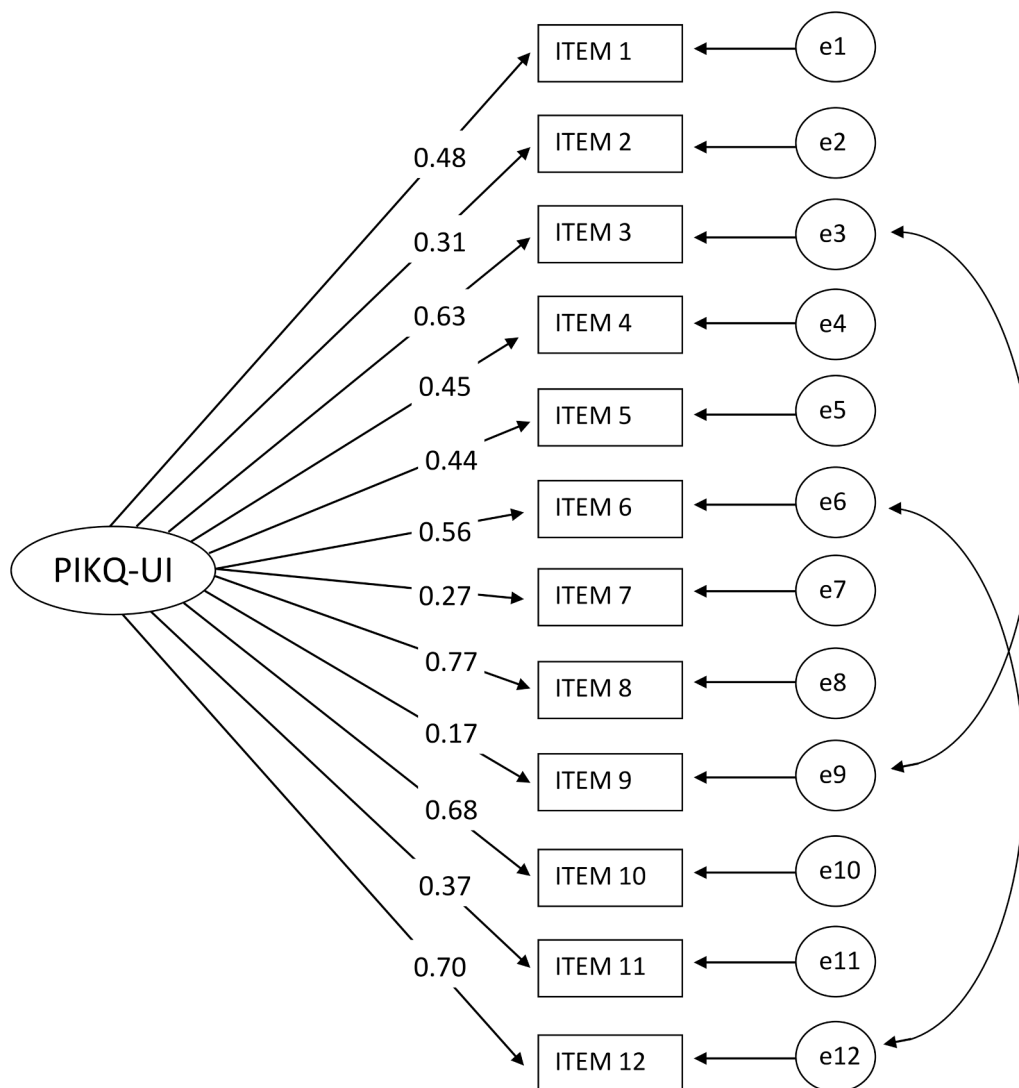 ITEM 1
e1
0.48
ITEM 2
e2
0.31
ITEM 3
e3
0.63
ITEM 4
e4
0.45
ITEM 5
e5
0.44
ITEM 6
e6
0.56
PIKQ-UI
ITEM 7
e7
0.27
ITEM 8
e8
0.77
ITEM 9
e9
0.17
ITEM 10
e10
0.68
ITEM 11
e11
0.37
ITEM 12
e12
0.70